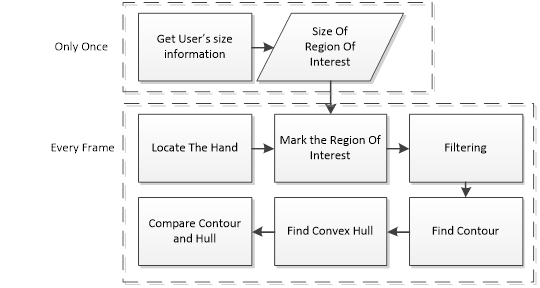 Only Once
Get User's size
information
Size Of
Region Of
Interest
Every Frame
Locate The Hand
Mark the Region Of
Interest
Filtering
Compare Contour
and Hull
Find Convex Hull
Find Contour